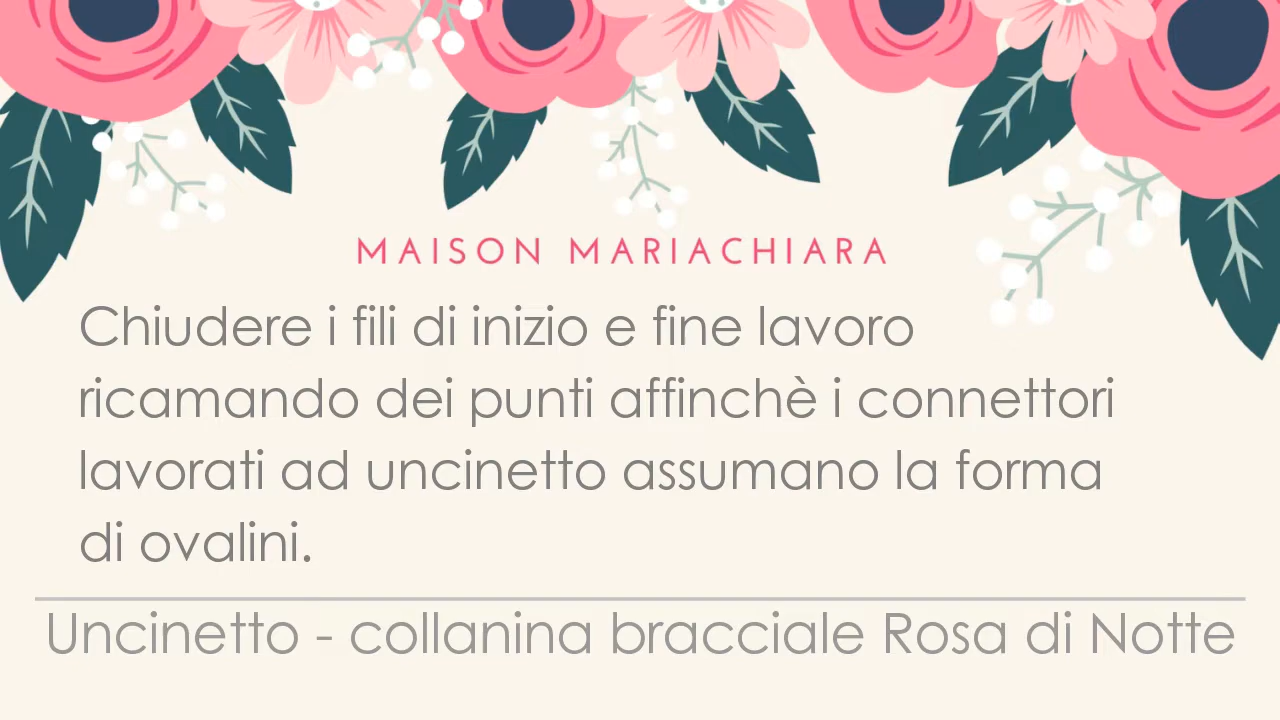 MAISON MARIACHIARA
Chiudere i fili di inizio e fine lavoro
ricamando dei punti affinchè i connettori
lavorati ad uncinetto assumano la forma
di ovalini.
Uncinetto - collanina bracciale Rosa di Notte